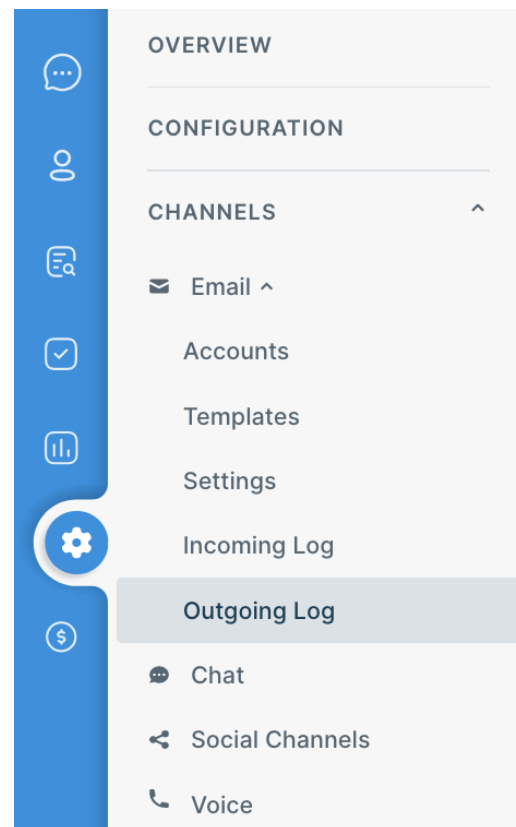 OVERVIEW
CONFIGURATION
CHANNELS
Email
Accounts
Templates
Settings
Incoming Log
Outgoing Log
Chat
Social Channels
Voice